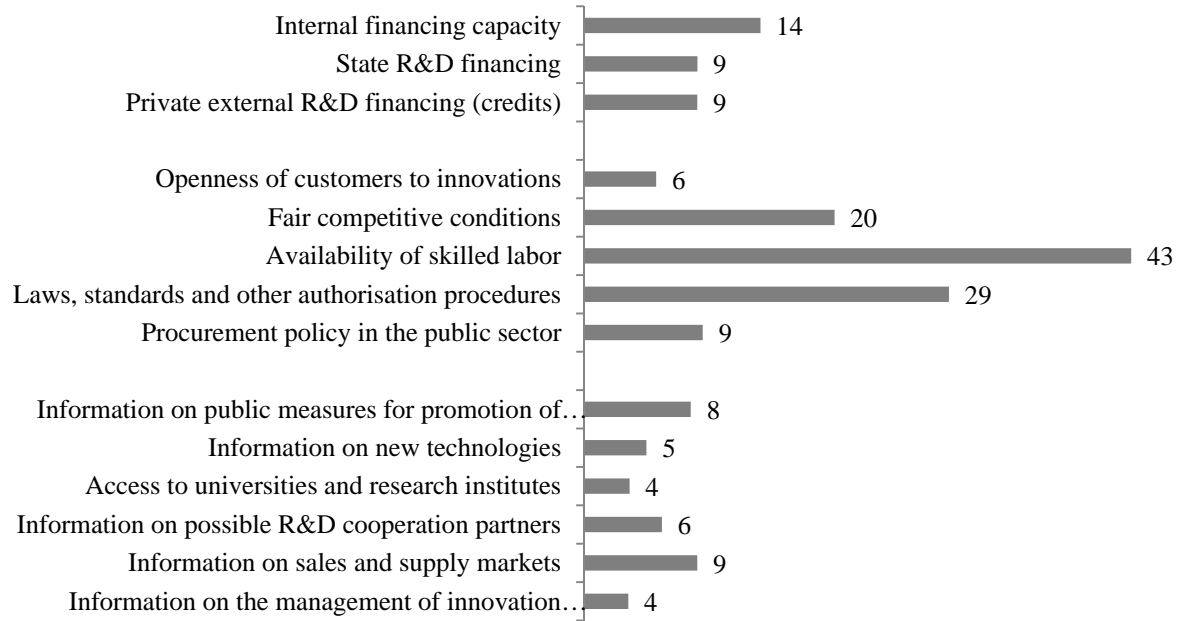 Internal financing capacity 14
State R&D financing 9
Private external R&D financing (credits) 9
Openness of customers to innovations 6
Fair competitive conditions 20
Availability of skilled labor 43
Laws, standards and other authorisation procedures 29
Procurement policy in the public sector 9
Information on public measures for promotion of… 8
Information on new technologies 5
Access to universities and research institutes 4
Information on possible R&D cooperation partners 6
Information on sales and supply markets 9
Information on the management of innovation… 4